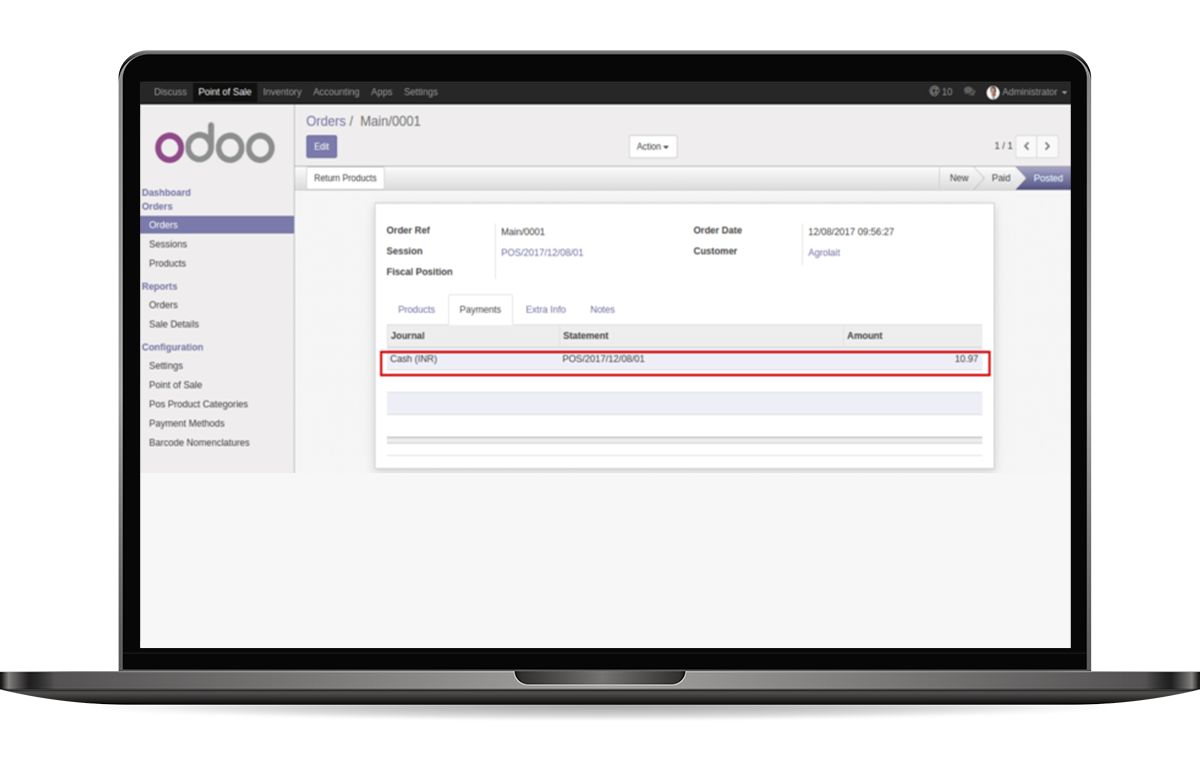 Discuss Point of Sale Inventory Accounting Apps Settings 10 Administrator
odoo
Dashboard
Orders
Orders
Sessions
Products
Reports
Orders
Sale Details
Configuration
Settings
Point of Sale
Pos Product Categories
Payment Methods
Barcode Nomenclatures
Orders / Main/0001
Edit Action 1 / 1
Return Products New Paid Posted
Order Ref Main/0001 Order Date 12/08/2017 09:56:27
Session POS/2017/12/08/01 Customer Agrolait
Fiscal Position
Products Payments Extra Info Notes
Journal Statement Amount
Cash (INR) POS/2017/12/08/01 10.97